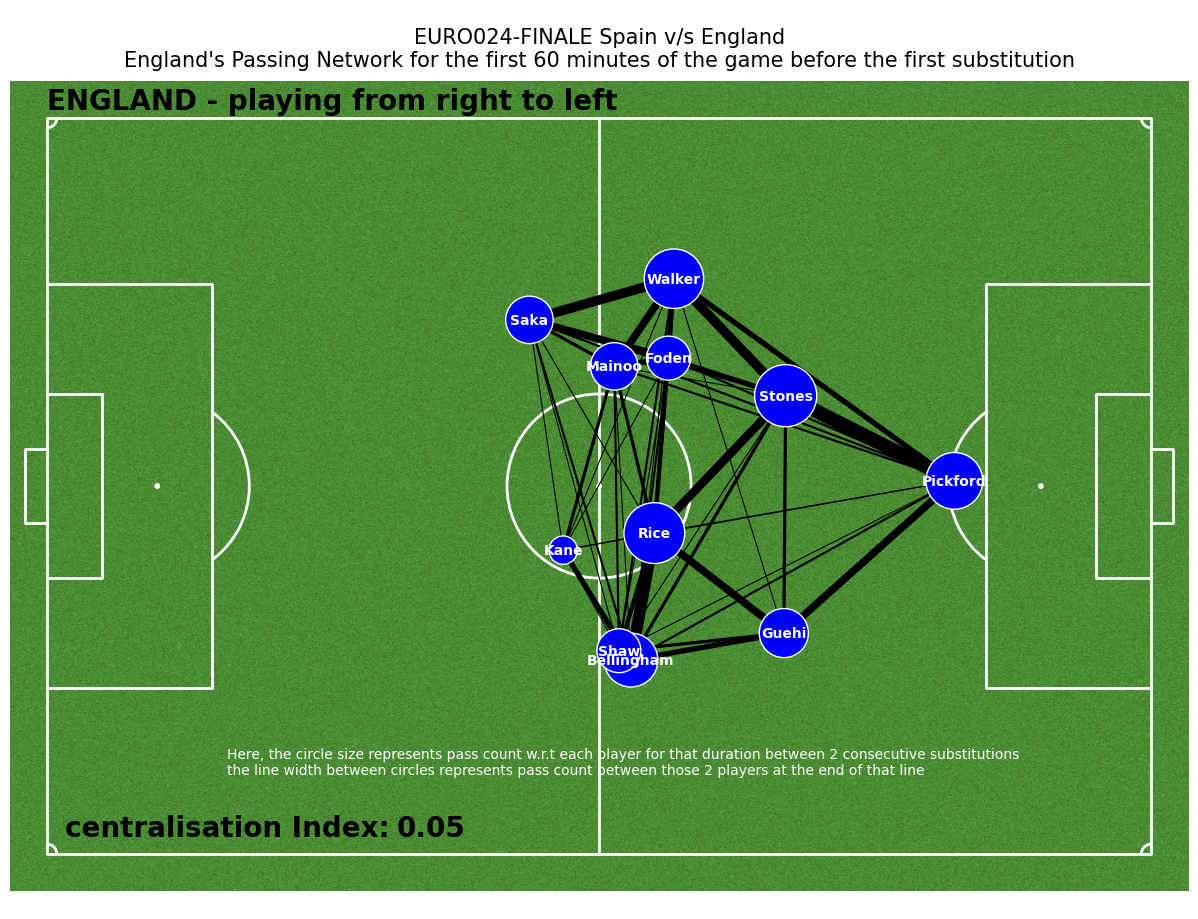 EURO024-FINALE Spain v/s England
England's Passing Network for the first 60 minutes of the game before the first substitution
ENGLAND - playing from right to left
Walker
Saka
Foden
Mainoo
Stones
Pickford
Rice
Kane
Guehi
Shaw
Bellingham
Here, the circle size represents pass count w.r.t each player for that duration between 2 consecutive substitutions
the line width between circles represents pass count between those 2 players at the end of that line
centralisation Index: 0.05